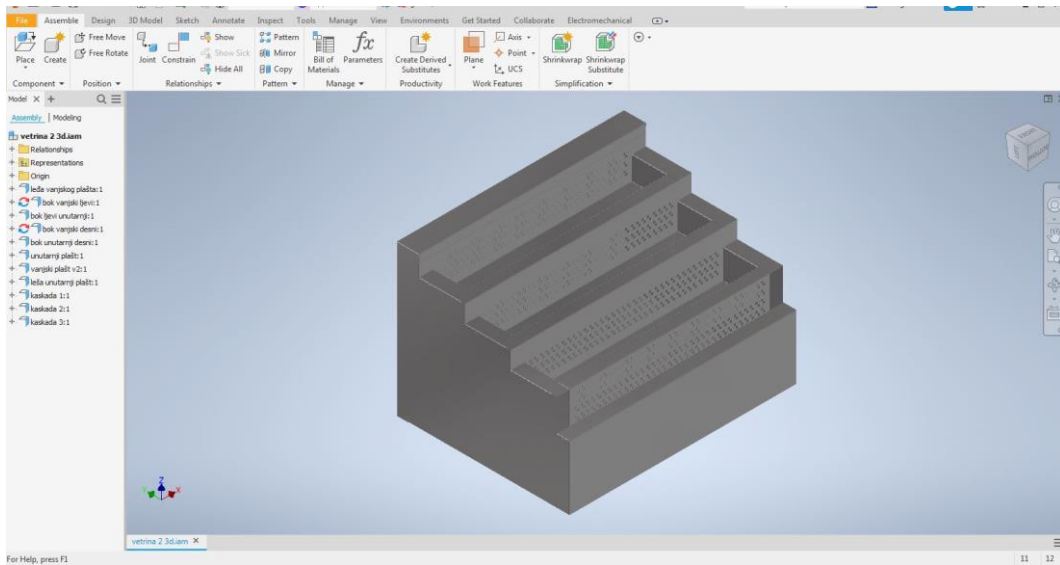 File Assemble Design 3D Model Sketch Annotate Inspect Tools Manage View Environments Get Started Collaborate Electromechanical
Place Create Free Move Free Rotate Joint Constrain Show Show Sick Hide All Pattern Mirror Copy Bill of Materials fx Parameters Create Derived Substitutes Plane Axis Point UCS Shrinkwrap Shrinkwrap Substitute
Component Position Relationships Pattern Manage Productivity Work Features Simplification
Model X +
Assembly | Modeling
vetrina 2 3d.iam
Relationships
Representations
Origin
leđa vanjskog plašta:1
bok vanjski ljevi:1
bok ljevi unutarnji:1
bok vanjski desni:1
bok unutarnji desni:1
unutarnji plašt:1
vanjski plašt v2:1
leđa unutarnji plašt:1
kaskada 1:1
kaskada 2:1
kaskada 3:1
Z
Y X
vetrina 2 3d.iam X
For Help, press F1
11 12